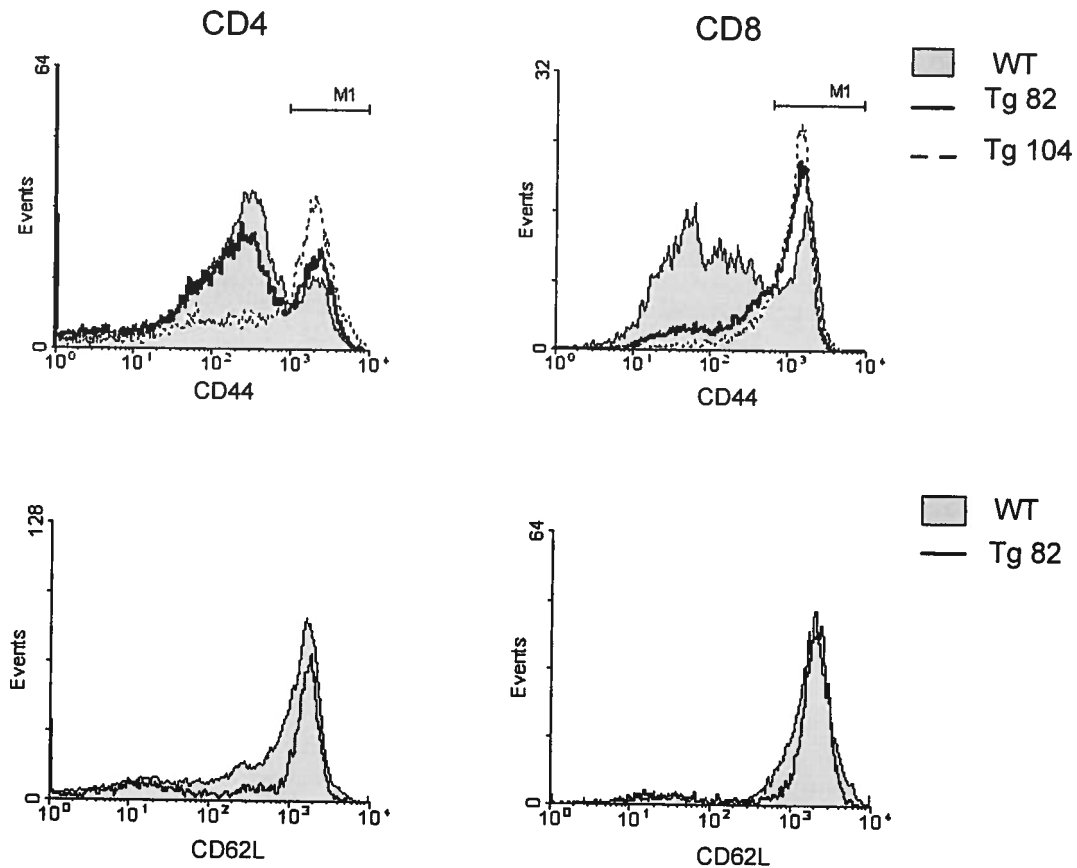 CD4
CD8
64
M1
Events
0
10⁰ 10¹ 10² 10³ 10⁴
CD44
32
M1
Events
0
10⁰ 10¹ 10² 10³ 10⁴
CD44
WT
Tg 82
Tg 104
128
Events
0
10⁰ 10¹ 10² 10³ 10⁴
CD62L
64
Events
0
10⁰ 10¹ 10² 10³ 10⁴
CD62L
WT
Tg 82